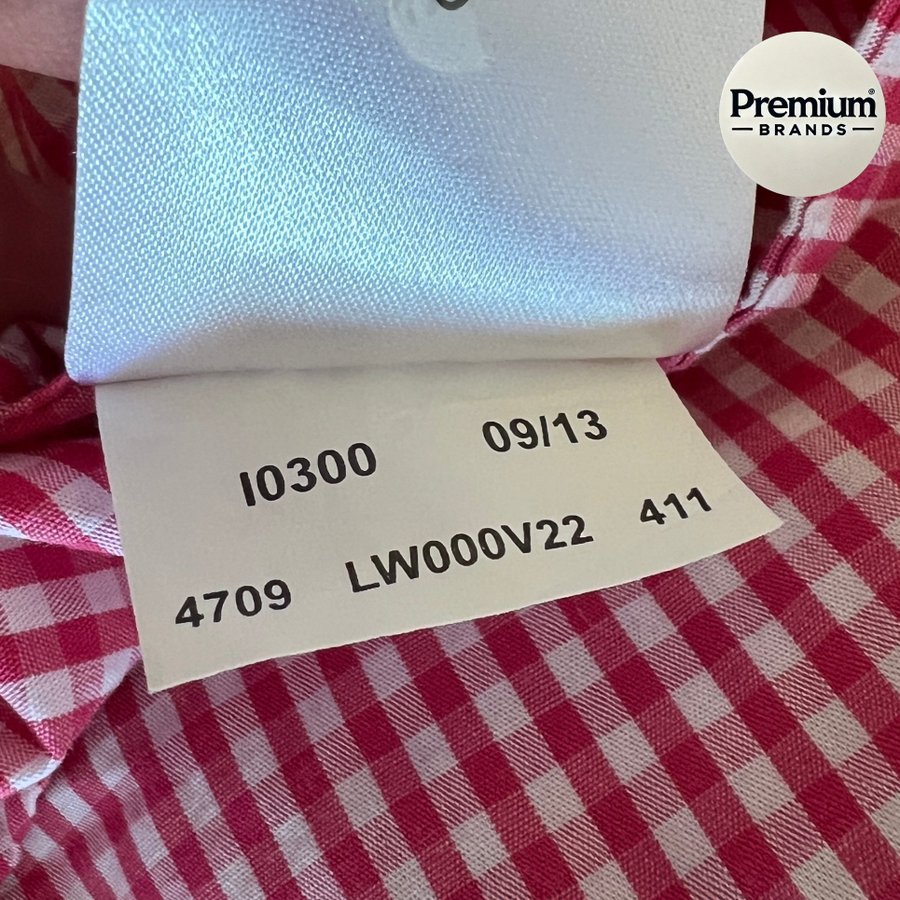 Premium®
BRANDS
I0300 09/13
4709 LW000V22 411